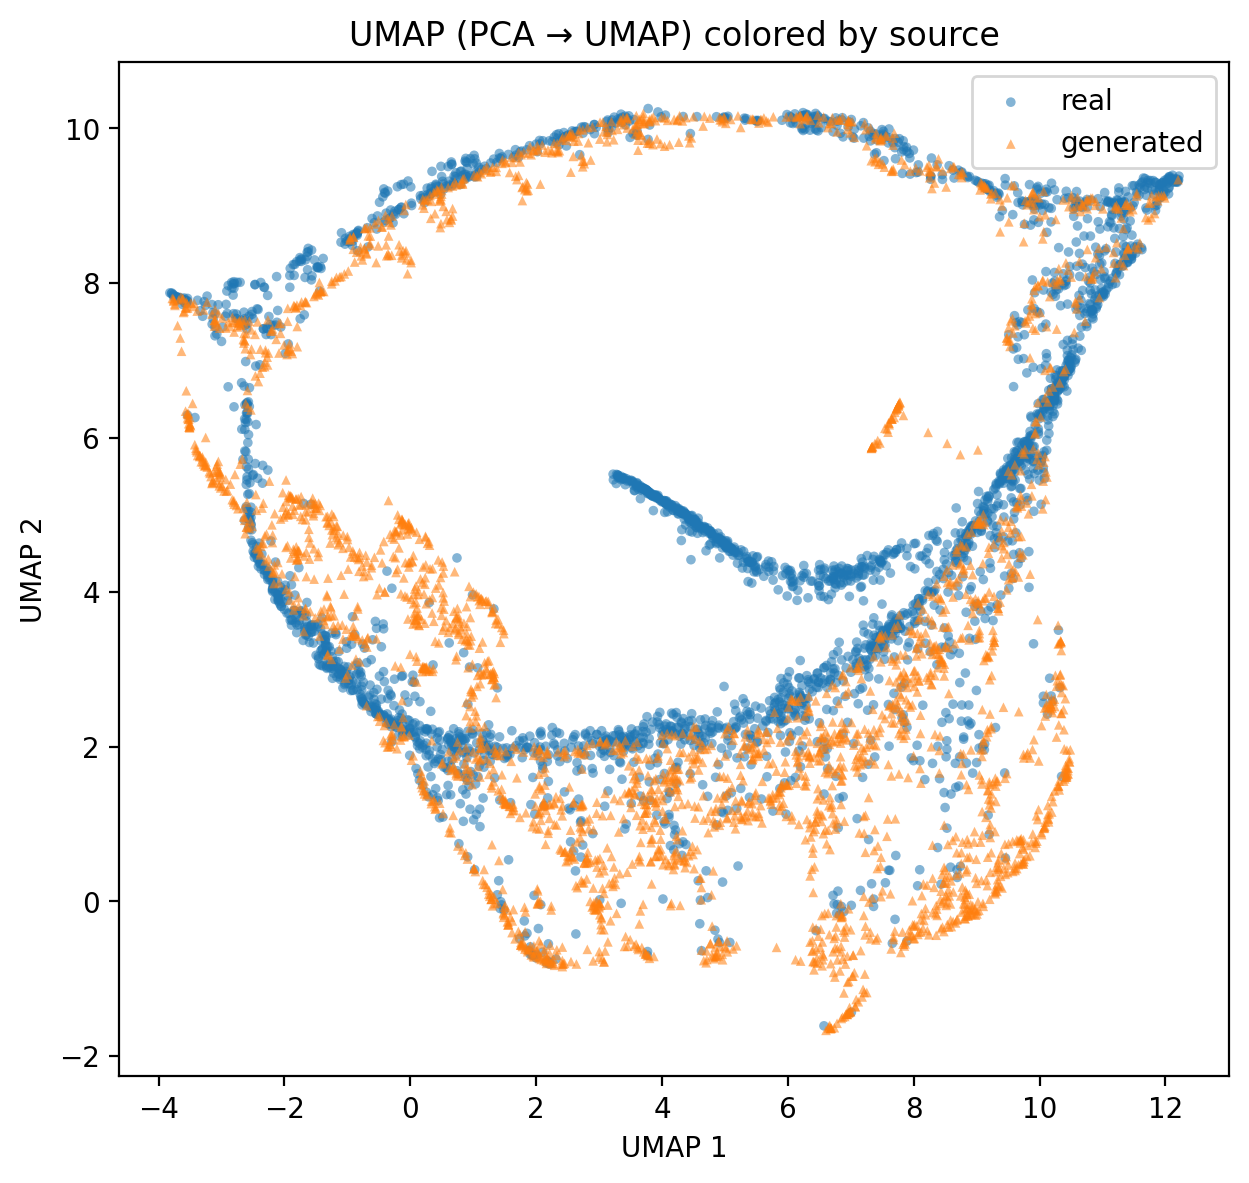 UMAP (PCA → UMAP) colored by source
real
generated
10
8
6
4
2
0
−2
UMAP 2
−4 −2 0 2 4 6 8 10 12
UMAP 1